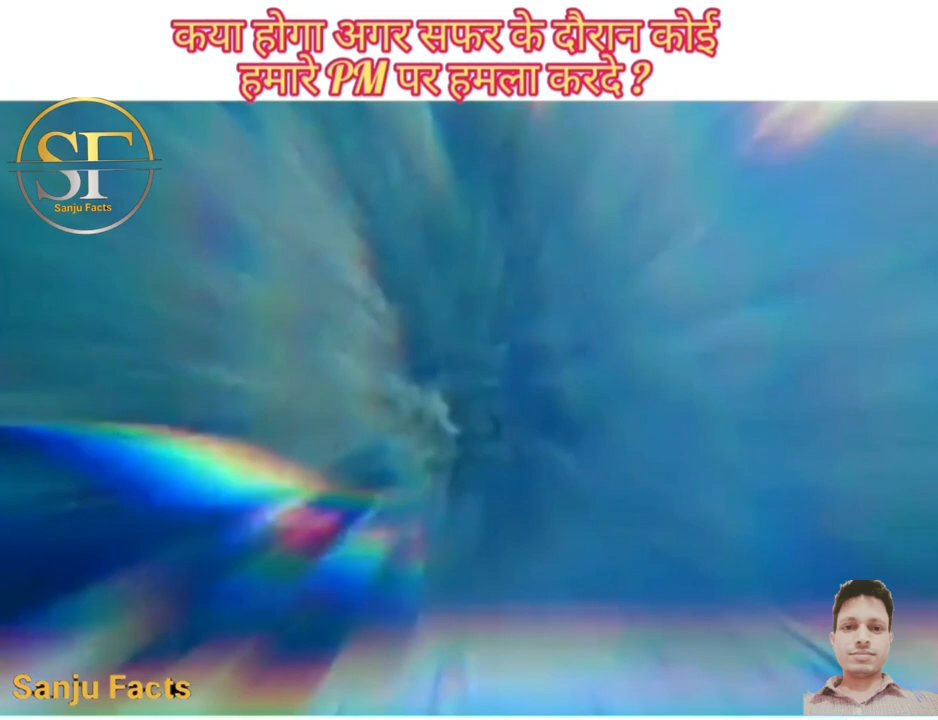 क्या होगा अगर सफर के दौरान कोई
हमारे PM पर हमला करदे ?
SF
Sanju Facts
Sanju Facts